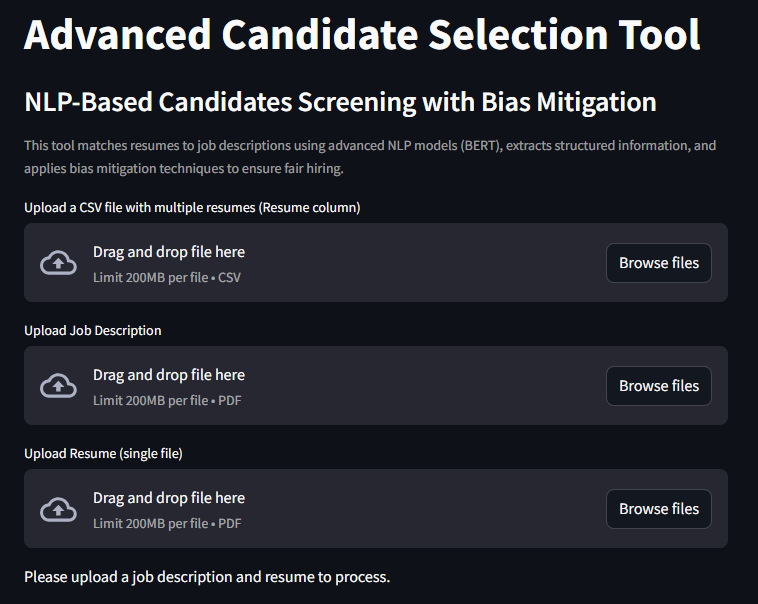 Advanced Candidate Selection Tool
NLP-Based Candidates Screening with Bias Mitigation
This tool matches resumes to job descriptions using advanced NLP models (BERT), extracts structured information, and
applies bias mitigation techniques to ensure fair hiring.
Upload a CSV file with multiple resumes (Resume column)
Drag and drop file here
Limit 200MB per file • CSV
Browse files
Upload Job Description
Drag and drop file here
Limit 200MB per file • PDF
Browse files
Upload Resume (single file)
Drag and drop file here
Limit 200MB per file • PDF
Browse files
Please upload a job description and resume to process.